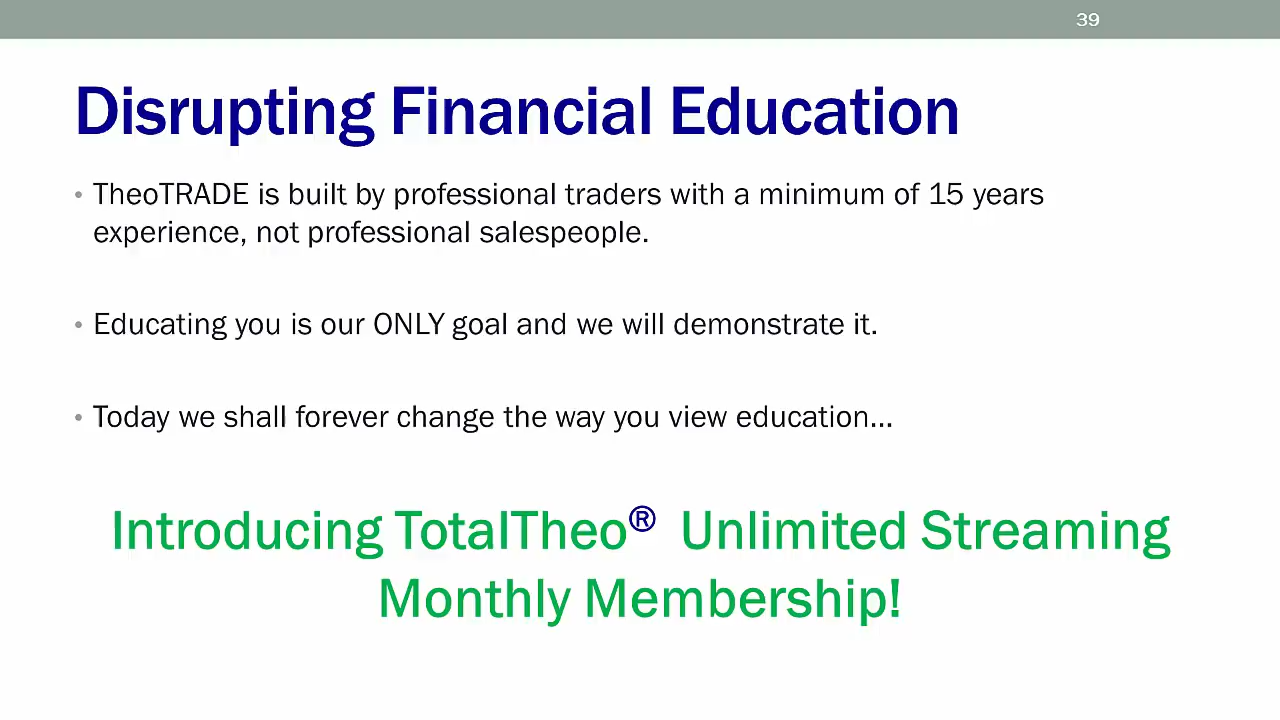 39
Disrupting Financial Education
• TheoTRADE is built by professional traders with a minimum of 15 years
experience, not professional salespeople.
• Educating you is our ONLY goal and we will demonstrate it.
• Today we shall forever change the way you view education...
Introducing TotalTheo® Unlimited Streaming
Monthly Membership!